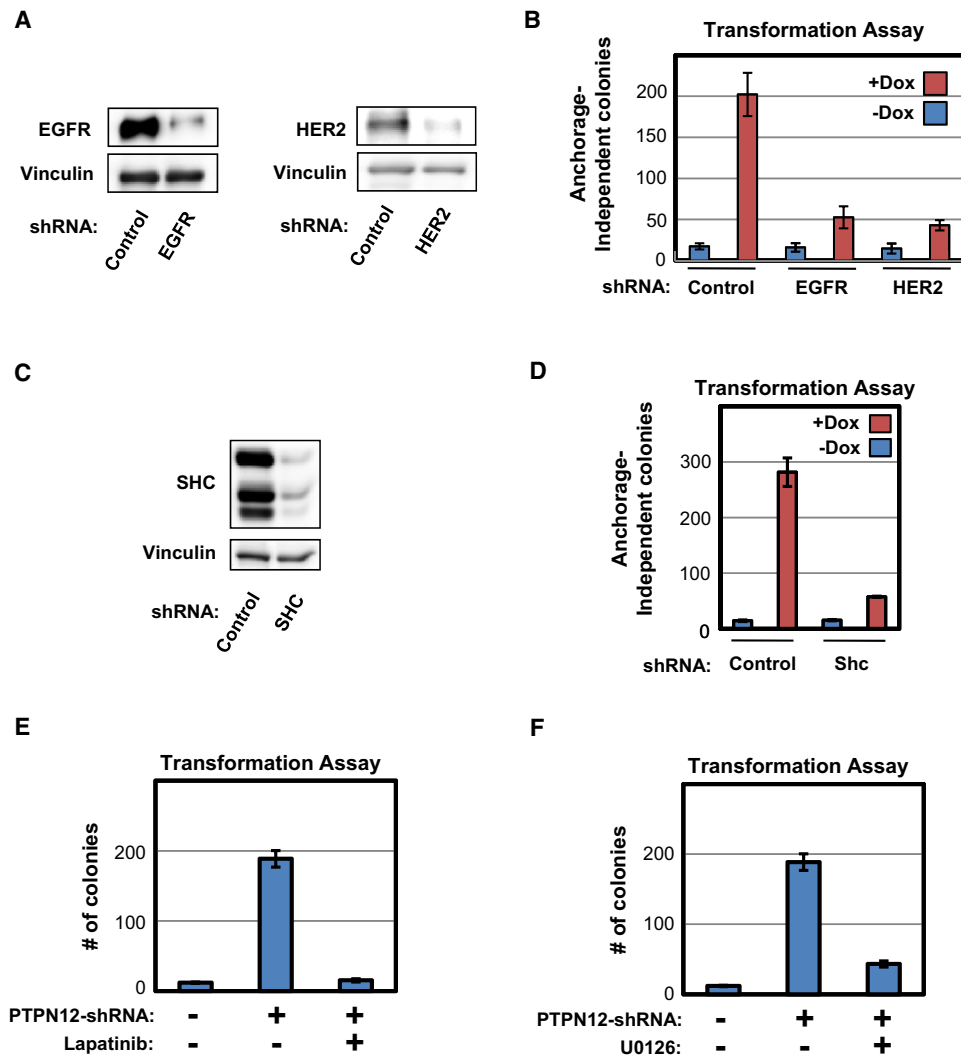 A
EGFR
Vinculin
shRNA:
Control
EGFR
HER2
Vinculin
shRNA:
Control
HER2
B
Transformation Assay
Anchorage-
Independent colonies
200
150
100
50
0
+Dox
-Dox
shRNA:
Control
EGFR
HER2
C
SHC
Vinculin
shRNA:
Control
SHC
D
Transformation Assay
Anchorage-
Independent colonies
300
200
100
0
+Dox
-Dox
shRNA:
Control
Shc
E
Transformation Assay
# of colonies
200
100
0
PTPN12-shRNA: - + +
Lapatinib: - - +
F
Transformation Assay
# of colonies
200
100
0
PTPN12-shRNA: - + +
U0126: - - +